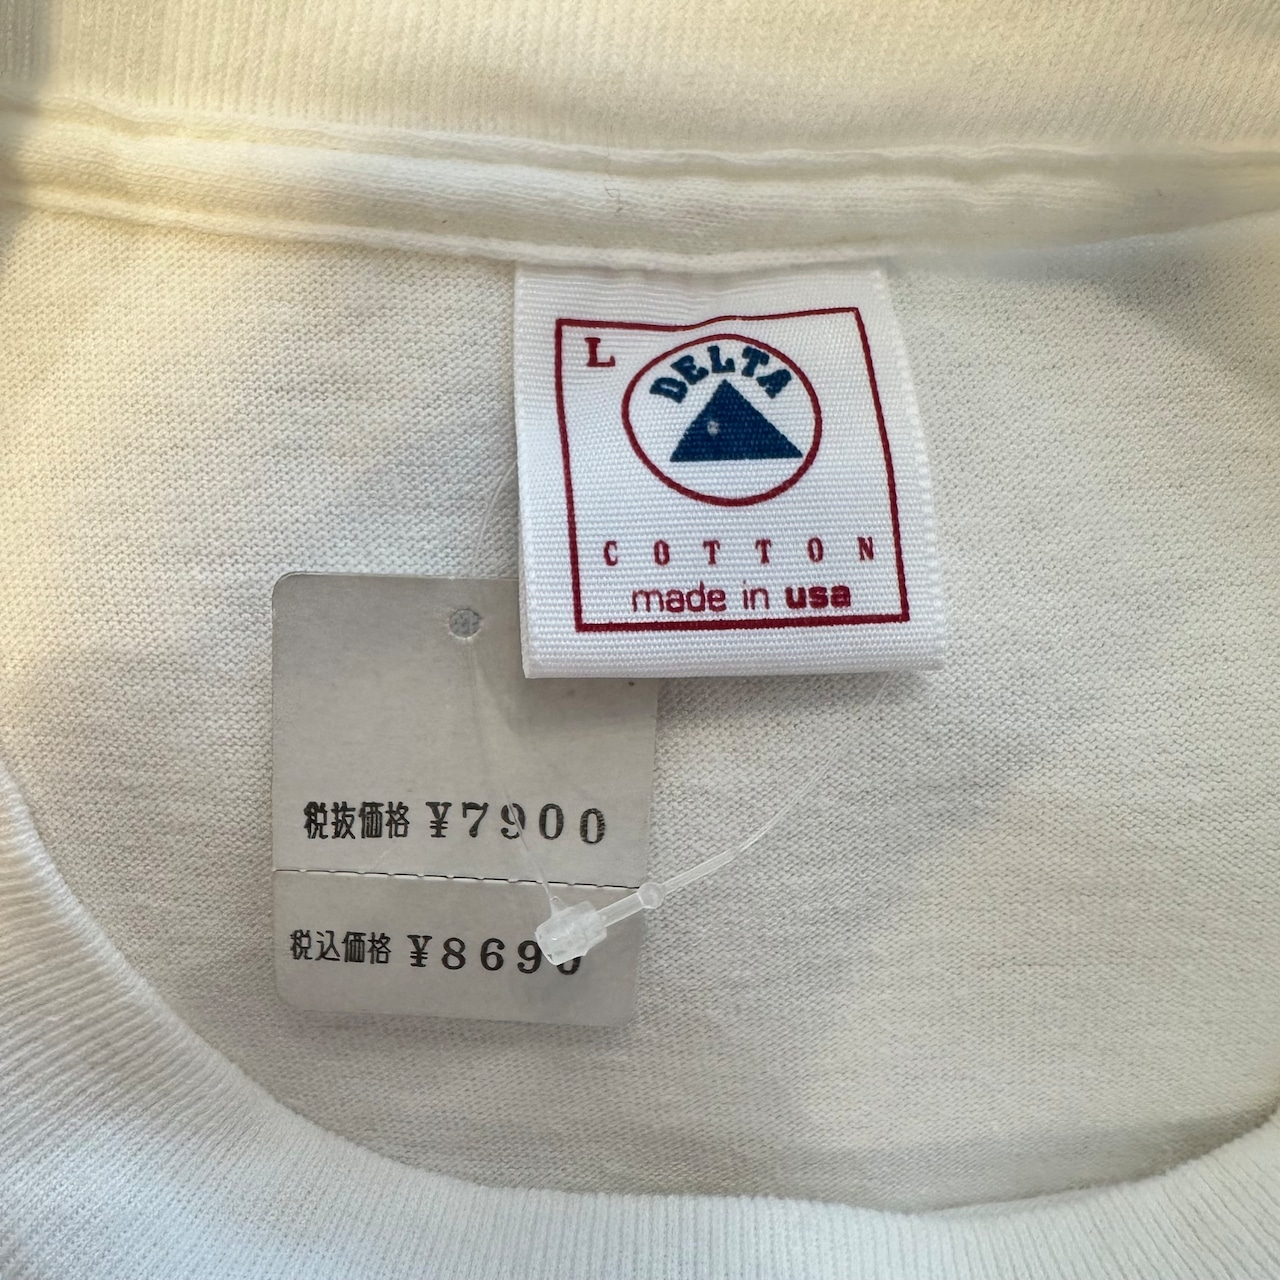 L
DELTA
COTTON
made in usa
税抜価格 ¥7900
税込価格 ¥8690